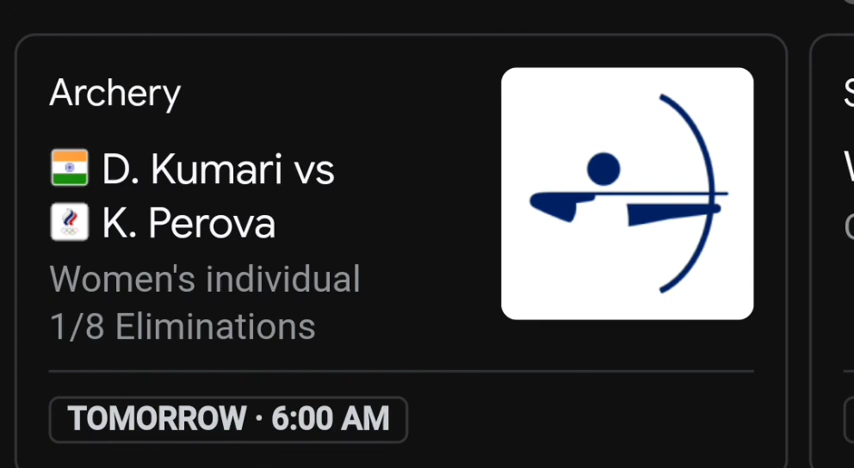 Archery
D. Kumari vs
K. Perova
Women's individual
1/8 Eliminations
TOMORROW · 6:00 AM